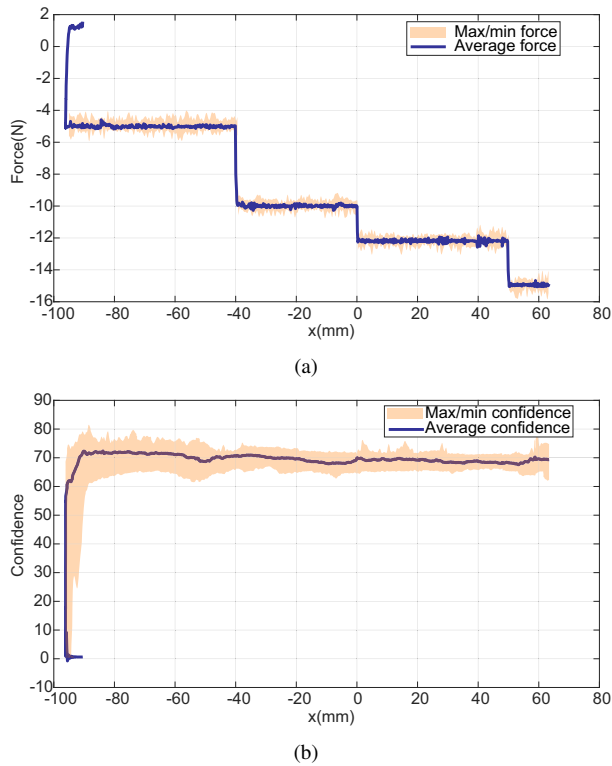 2
0
-2
-4
-6
-8
-10
-12
-14
-16
Force(N)
Max/min force
Average force
-100 -80 -60 -40 -20 0 20 40 60 80
x(mm)
(a)
90
80
70
60
50
40
30
20
10
0
-10
Confidence
Max/min confidence
Average confidence
-100 -80 -60 -40 -20 0 20 40 60 80
x(mm)
(b)